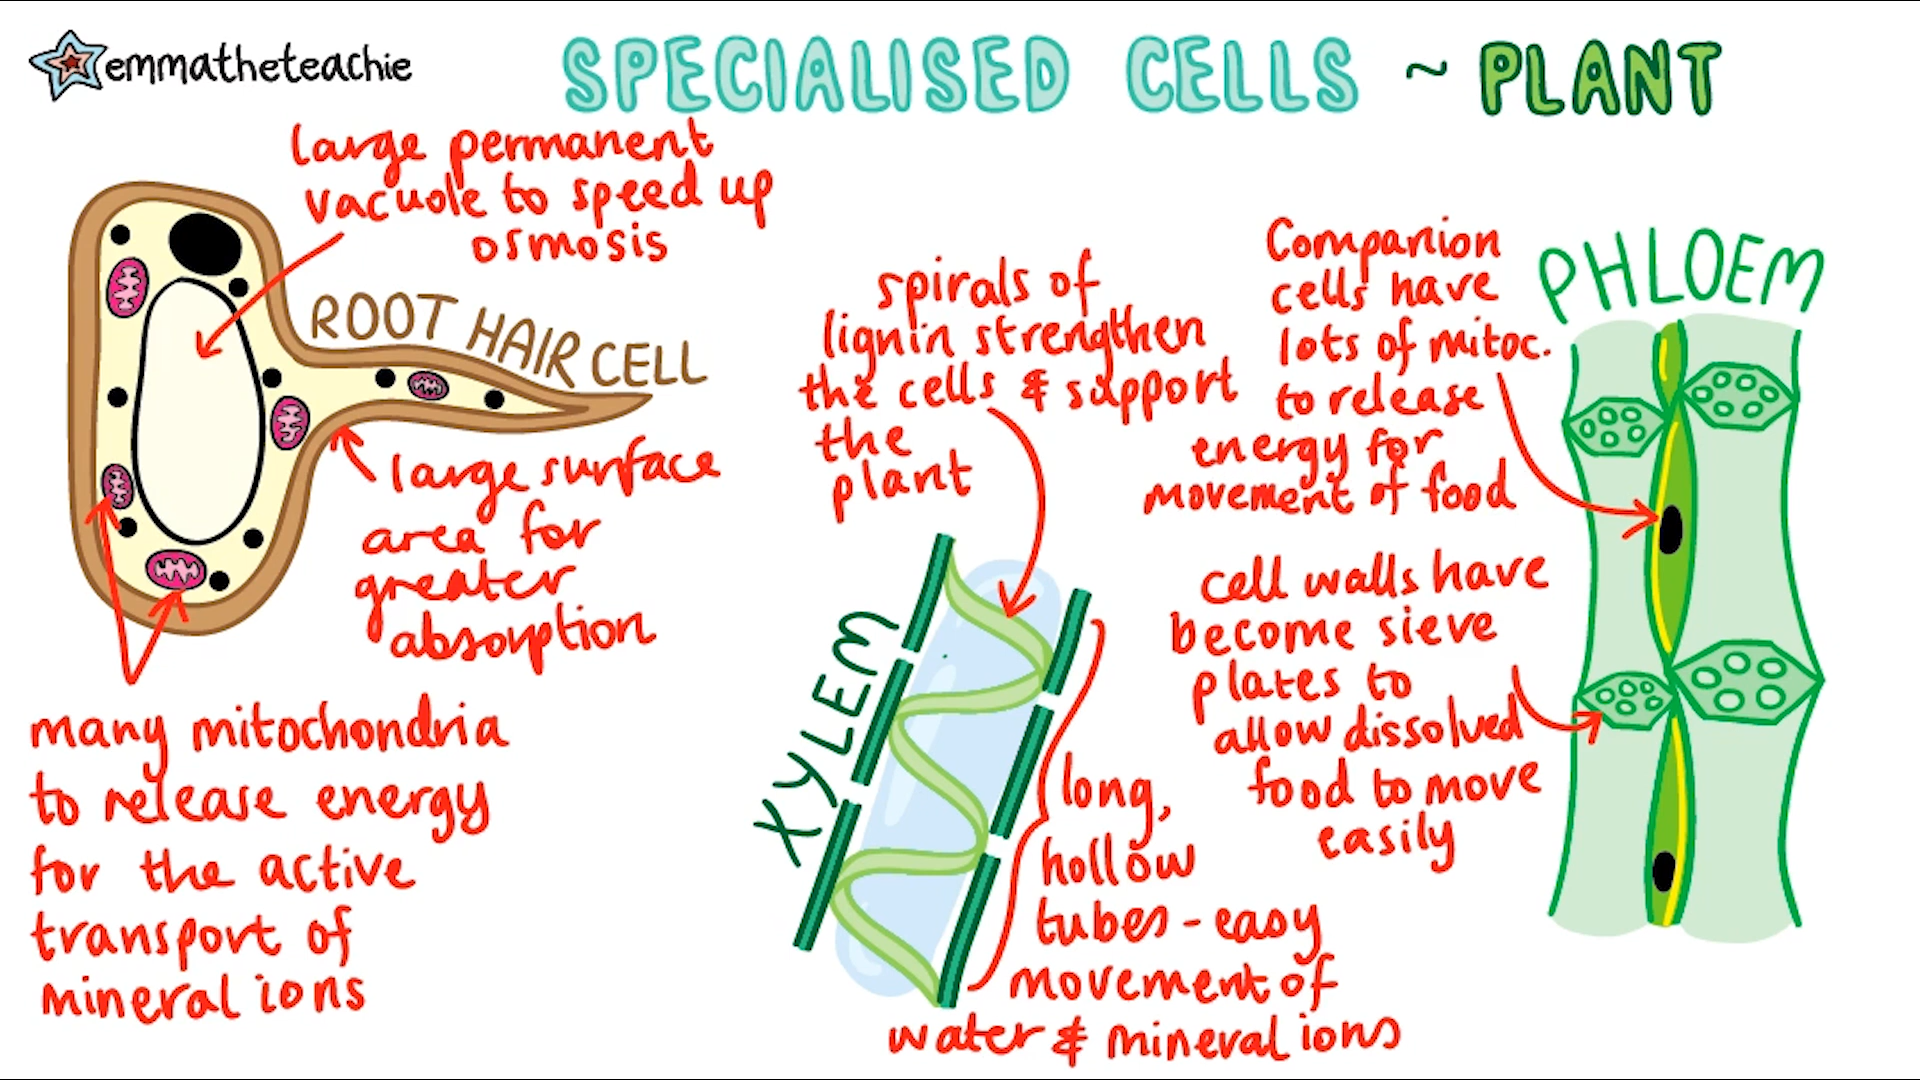 emmatheteachie
SPECIALISED CELLS ~ PLANT
large permanent
vacuole to speed up
osmosis
ROOT HAIR CELL
large surface
area for
greater
absorption
many mitochondria
to release energy
for the active
transport of
mineral ions
spirals of
lignin strengthen
the cells & support
the
plant
XYLEM
long,
hollow
tubes - easy
movement of
water & mineral ions
Companion
cells have
lots of mitoc.
to release
energy for
movement of food
PHLOEM
cell walls have
become sieve
plates to
allow dissolved
food to move
easily